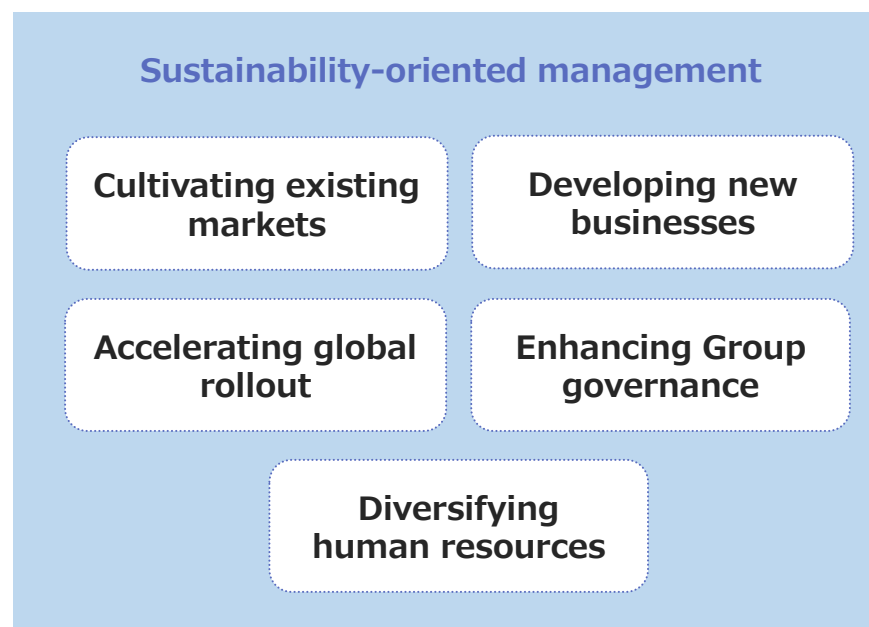 Sustainability-oriented management
Cultivating existing
markets
Developing new
businesses
Accelerating global
rollout
Enhancing Group
governance
Diversifying
human resources